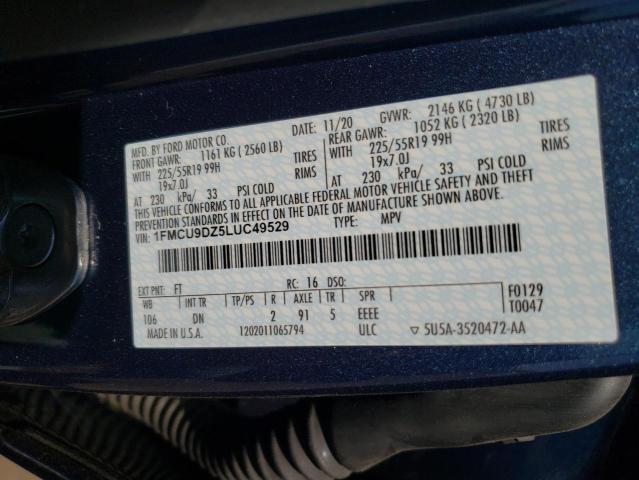 MFD. BY FORD MOTOR CO.
DATE: 11/20 GVWR: 2146 KG ( 4730 LB)
FRONT GAWR: 1161 KG ( 2560 LB) REAR GAWR: 1052 KG ( 2320 LB)
WITH 225/55R19 99H TIRES WITH 225/55R19 99H TIRES
19x7.0J RIMS 19x7.0J RIMS
AT 230 kPa/ 33 PSI COLD AT 230 kPa/ 33 PSI COLD
THIS VEHICLE CONFORMS TO ALL APPLICABLE FEDERAL MOTOR VEHICLE SAFETY AND THEFT
PREVENTION STANDARDS IN EFFECT ON THE DATE OF MANUFACTURE SHOWN ABOVE.
VIN: 1FMCU9DZ5LUC49529 TYPE: MPV
EXT PNT: FT RC: 16 DSO: F0129
WB INT TR TP/PS R AXLE TR SPR T0047
106 DN 2 91 5 EEEE
MADE IN U.S.A. 1202011065794 ULC ▽ 5U5A-3520472-AA